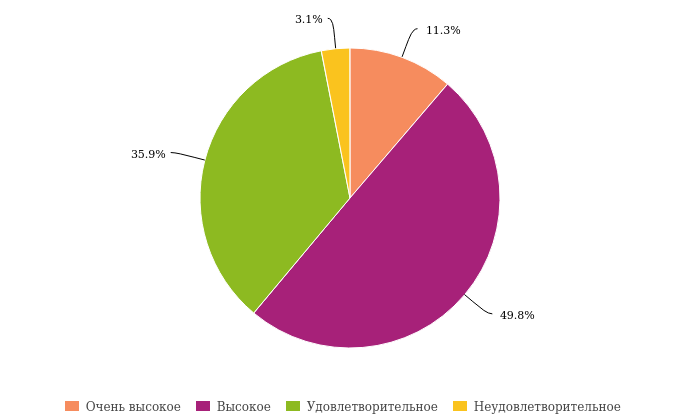 3.1%
11.3%
35.9%
49.8%
Очень высокое Высокое Удовлетворительное Неудовлетворительное